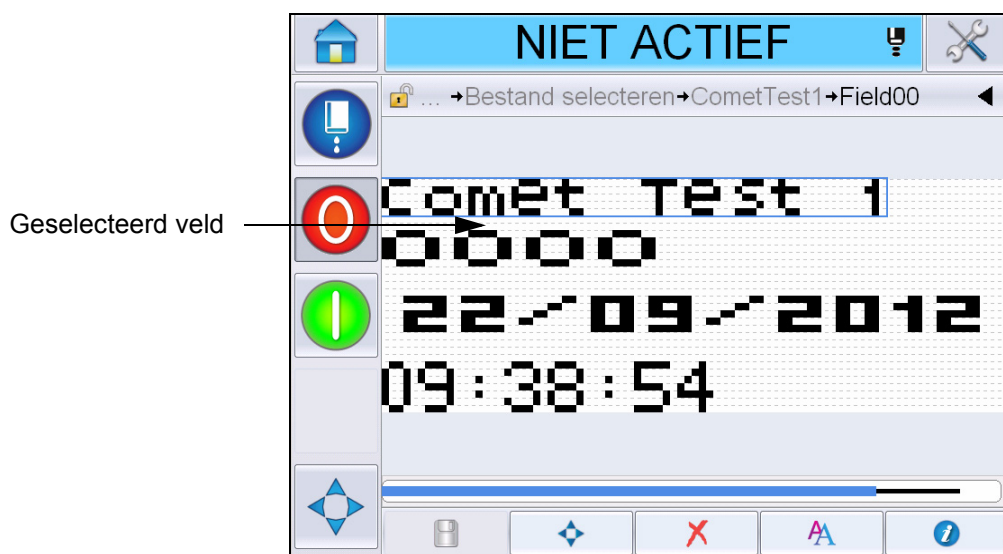 NIET ACTIEF
... →Bestand selecteren→CometTest1→Field00
Geselecteerd veld
Comet Test 1
0000
22/09/2012
09:38:54